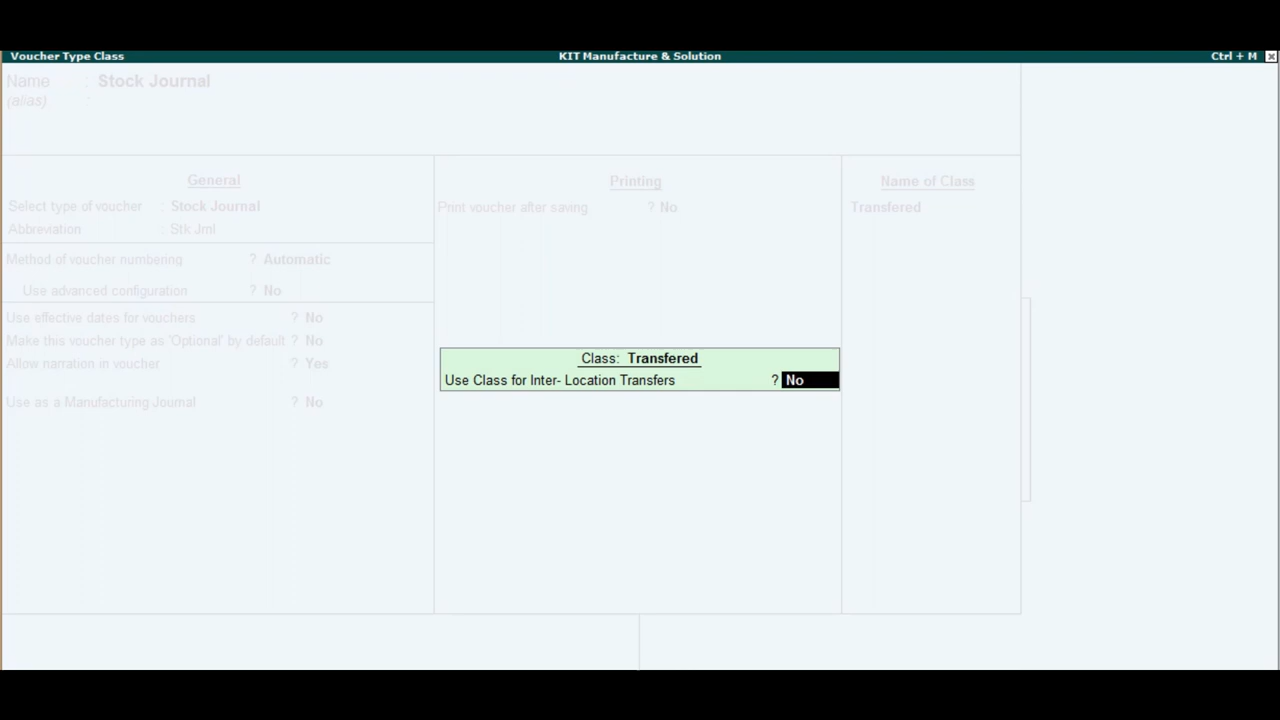 Voucher Type Class KIT Manufacture & Solution Ctrl + M
Name : Stock Journal
(alias) :
General Printing Name of Class
Select type of voucher : Stock Journal Print voucher after saving ? No Transfered
Abbreviation : Stk Jrnl
Method of voucher numbering ? Automatic
Use advanced configuration ? No
Use effective dates for vouchers ? No
Make this voucher type as 'Optional' by default ? No
Allow narration in voucher ? Yes
Class: Transfered
Use Class for Inter- Location Transfers ? No
Use as a Manufacturing Journal ? No